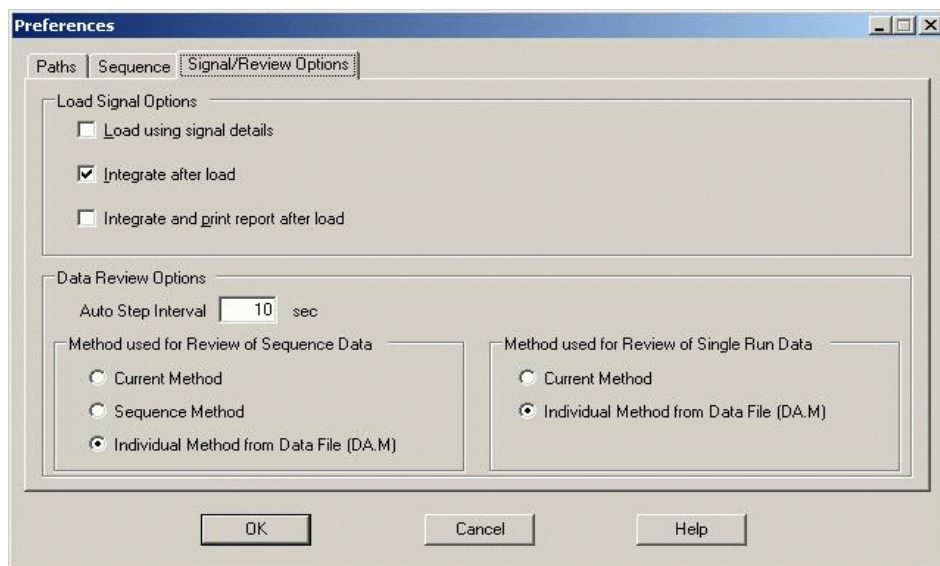 Preferences
Paths Sequence Signal/Review Options
Load Signal Options
Load using signal details
Integrate after load
Integrate and print report after load
Data Review Options
Auto Step Interval 10 sec
Method used for Review of Sequence Data
Current Method
Sequence Method
Individual Method from Data File (DA.M)
Method used for Review of Single Run Data
Current Method
Individual Method from Data File (DA.M)
OK Cancel Help